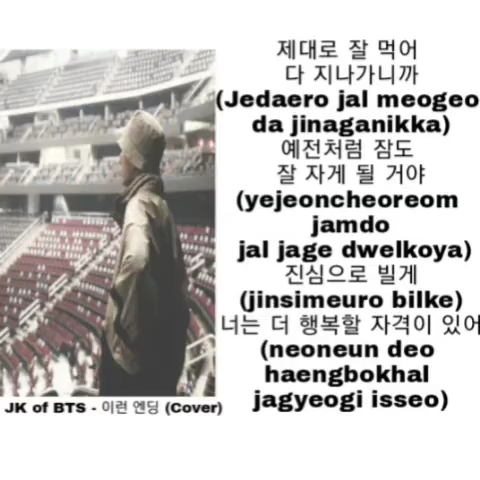 제대로 잘 먹어
다 지나가니까
(Jedaero jal meogeo
da jinaganikka)
예전처럼 잠도
잘 자게 될 거야
(yejeoncheoreom
jamdo
jal jage dwelkoya)
진심으로 빌게
(jinsimeuro bilke)
너는 더 행복할 자격이 있어
(neoneun deo
haengbokhal
jagyeogi isseo)
JK of BTS - 이런 엔딩 (Cover)